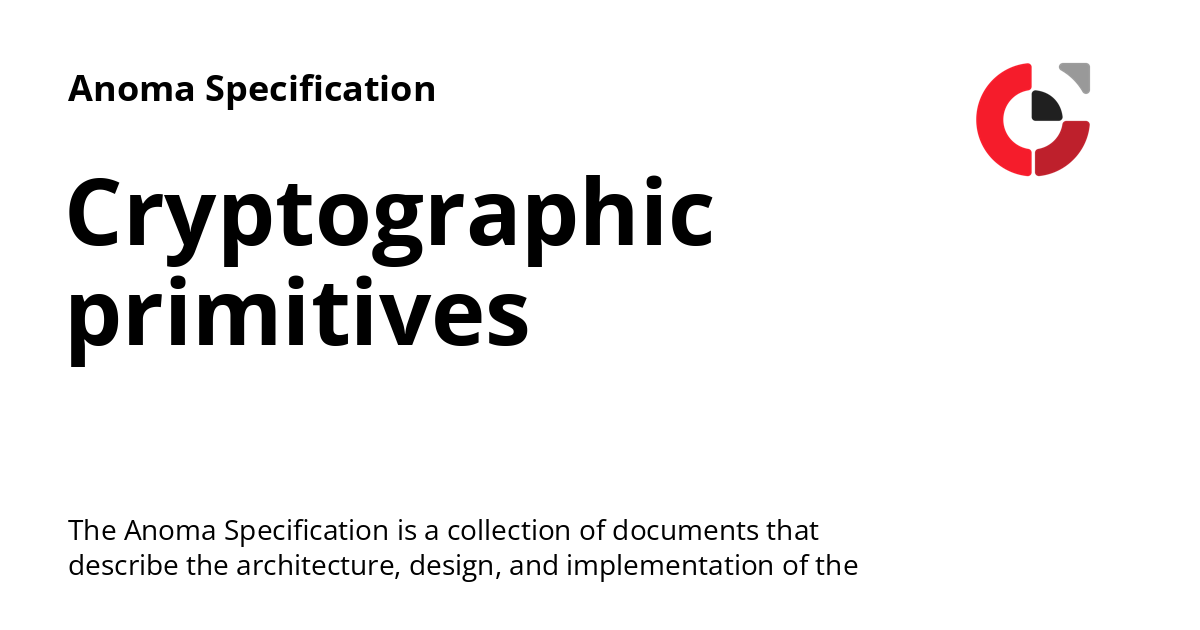 Anoma Specification
Cryptographic
primitives
The Anoma Specification is a collection of documents that
describe the architecture, design, and implementation of the